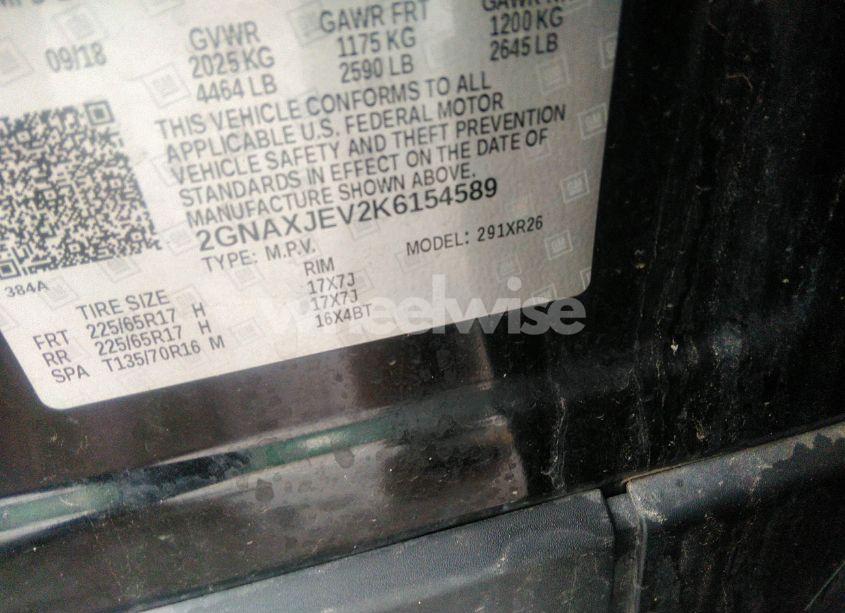 09/18 GVWR GAWR FRT GAWR
2025 KG 1175 KG 1200 KG
4464 LB 2590 LB 2645 LB
THIS VEHICLE CONFORMS TO ALL
APPLICABLE U.S. FEDERAL MOTOR
VEHICLE SAFETY AND THEFT PREVENTION
STANDARDS IN EFFECT ON THE DATE OF
MANUFACTURE SHOWN ABOVE.
2GNAXJEV2K6154589
TYPE: M.P.V. MODEL: 291XR26
384A
TIRE SIZE RIM
FRT 225/65R17 H 17X7J
RR 225/65R17 H 17X7J
SPA T135/70R16 M 16X4BT
wheelwise